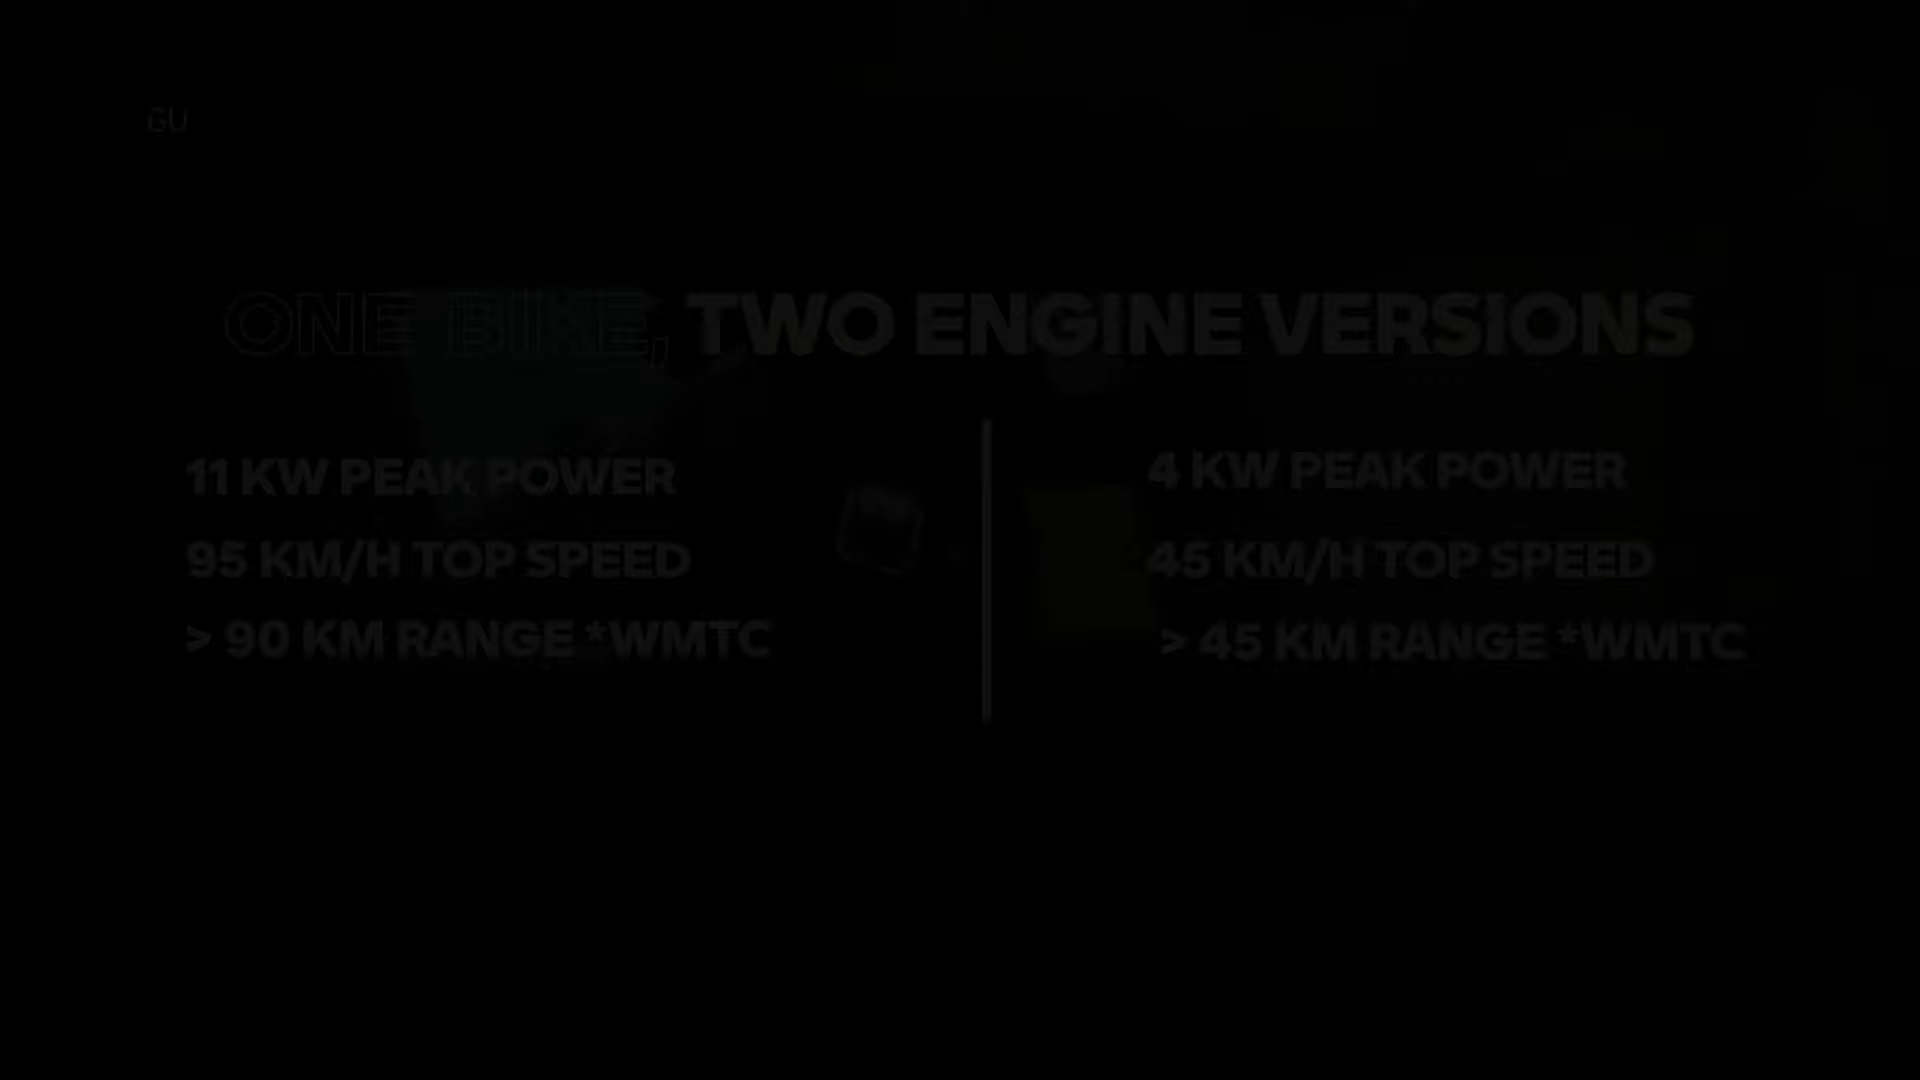 GU
ONE BIKE, TWO ENGINE VERSIONS
11 KW PEAK POWER
95 KM/H TOP SPEED
> 90 KM RANGE *WMTC
4 KW PEAK POWER
45 KM/H TOP SPEED
> 45 KM RANGE *WMTC